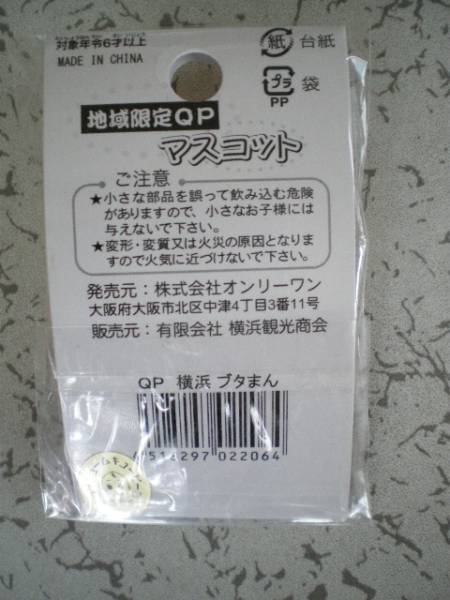 対象年令6才以上
MADE IN CHINA
紙 台紙
プラ 袋
PP
地域限定QP
マスコット
ご注意
★小さな部品を誤って飲み込む危険
がありますので、小さなお子様には
与えないで下さい。
★変形・変質又は火災の原因となりま
すので火気に近づけないで下さい。
発売元：株式会社オンリーワン
大阪府大阪市北区中津4丁目3番11号
販売元：有限会社 横浜観光商会
QP 横浜 ブタまん
516297 022064